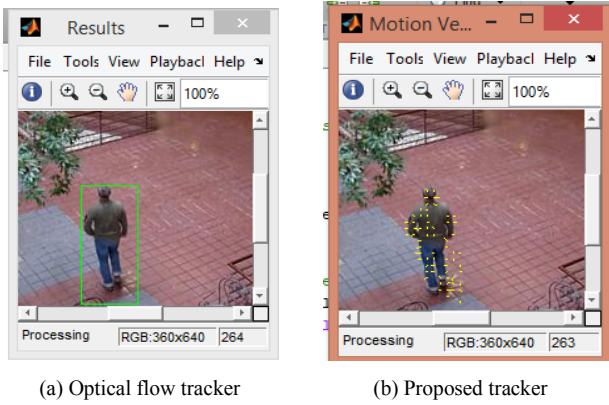 Results
File Tools View Playbacl Help
100%
Processing RGB:360x640 264
(a) Optical flow tracker
Motion Ve...
File Tools View Playbacl Help
100%
Processing RGB:360x640 263
(b) Proposed tracker